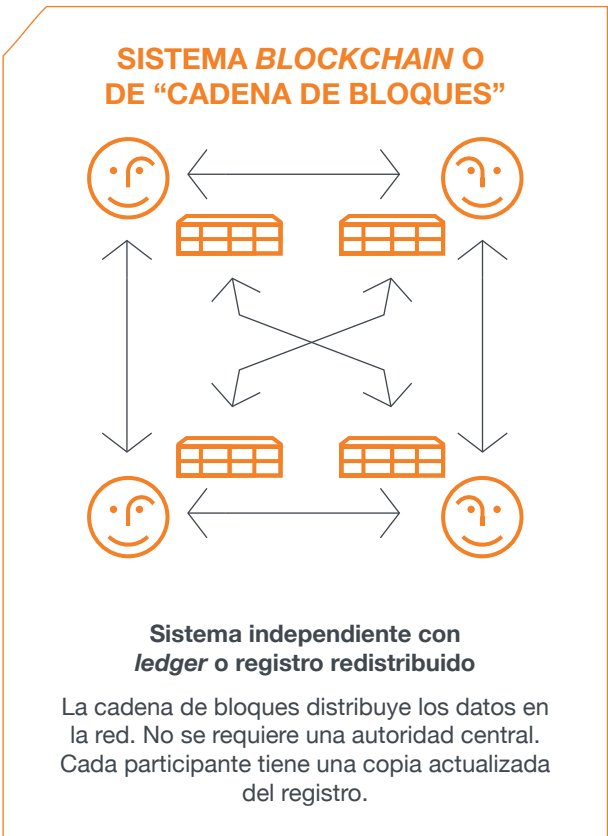 SISTEMA BLOCKCHAIN O
DE “CADENA DE BLOQUES”
Sistema independiente con
ledger o registro redistribuido
La cadena de bloques distribuye los datos en
la red. No se requiere una autoridad central.
Cada participante tiene una copia actualizada
del registro.